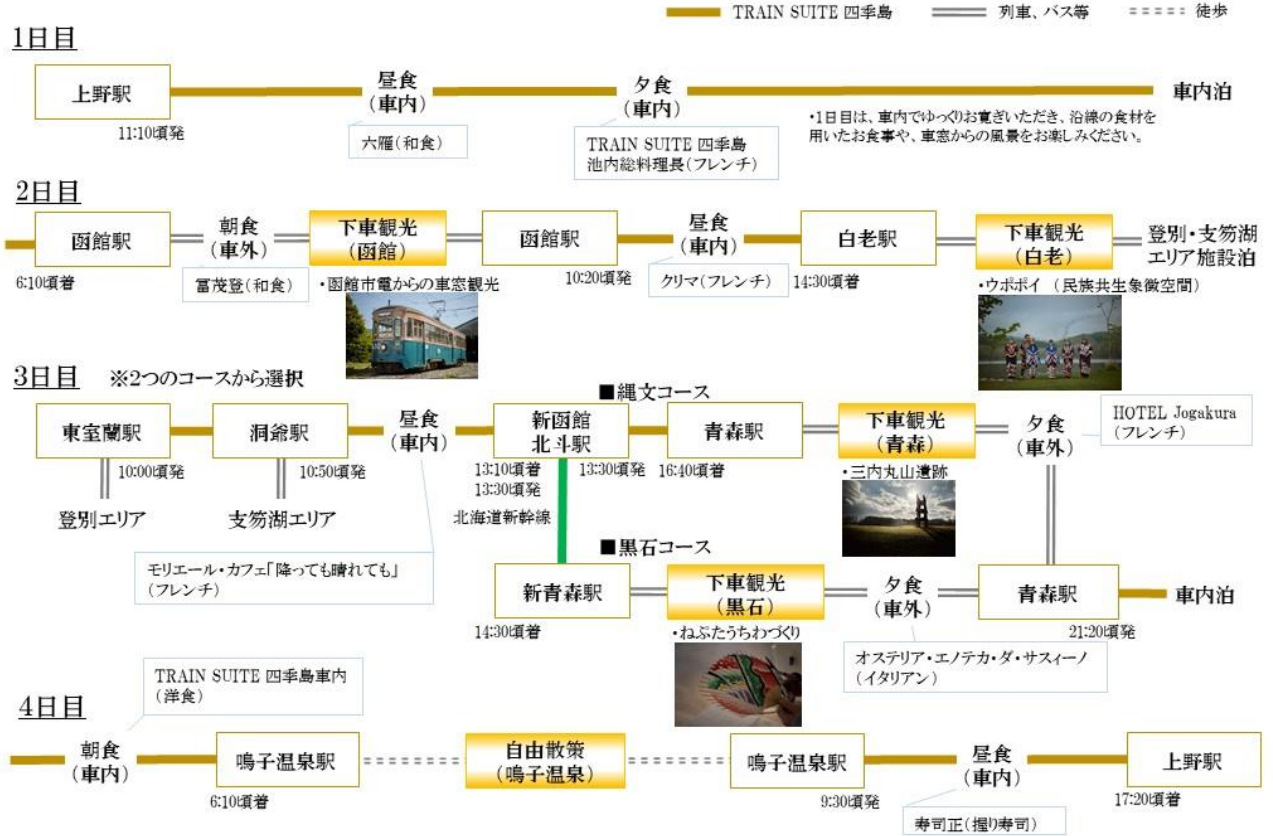 TRAIN SUITE 四季島
列車、バス等
徒歩
1日目
上野駅
11:10頃発
昼食
(車内)
六雁(和食)
夕食
(車内)
TRAIN SUITE 四季島
池内総料理長(フレンチ)
車内泊
・1日目は、車内でゆっくりお寛ぎいただき、沿線の食材を
用いたお食事や、車窓からの風景をお楽しみください。
2日目
函館駅
6:10頃着
朝食
(車外)
冨茂登(和食)
下車観光
(函館)
・函館市電からの車窓観光
函館駅
10:20頃発
昼食
(車内)
クリマ(フレンチ)
白老駅
14:30頃着
下車観光
(白老)
・ウポポイ (民族共生象徴空間)
登別・支笏湖
エリア施設泊
3日目 ※2つのコースから選択
東室蘭駅
10:00頃発
登別エリア
洞爺駅
10:50頃発
支笏湖エリア
昼食
(車内)
モリエール・カフェ「降っても晴れても」
(フレンチ)
新函館
北斗駅
13:10頃着
13:30頃発
13:30頃発
北海道新幹線
■縄文コース
青森駅
16:40頃着
下車観光
(青森)
・三内丸山遺跡
夕食
(車外)
HOTEL Jogakura
(フレンチ)
■黒石コース
新青森駅
14:30頃着
下車観光
(黒石)
・ねぷたうちわづくり
夕食
(車外)
オステリア・エノテカ・ダ・サスィーノ
(イタリアン)
青森駅
21:20頃発
車内泊
4日目
TRAIN SUITE 四季島車内
(洋食)
朝食
(車内)
鳴子温泉駅
6:10頃着
自由散策
(鳴子温泉)
鳴子温泉駅
9:30頃発
昼食
(車内)
寿司正(握り寿司)
上野駅
17:20頃着